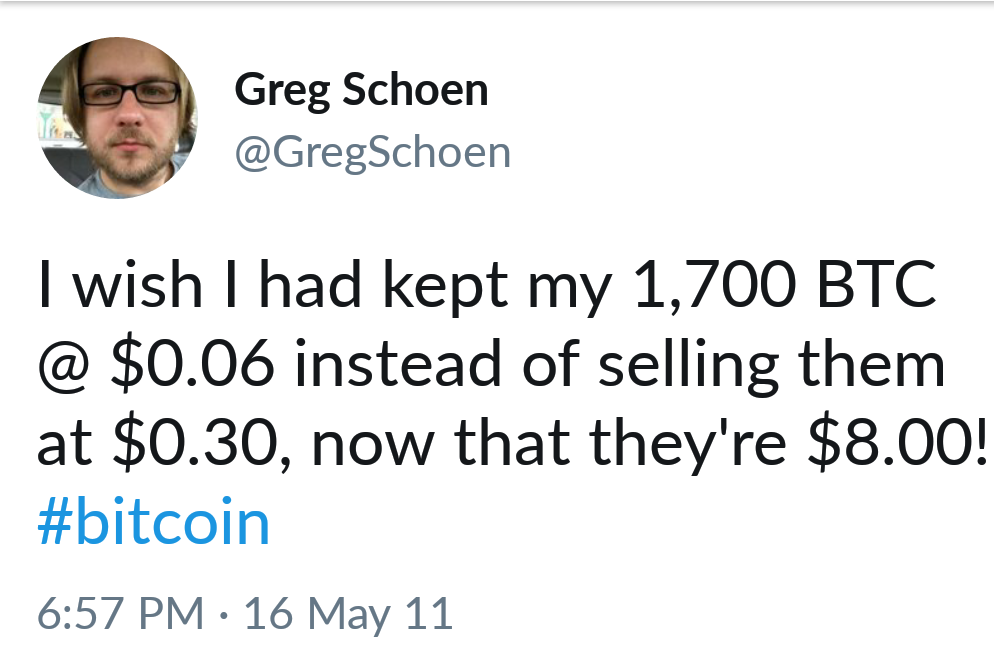 Greg Schoen
@GregSchoen
I wish I had kept my 1,700 BTC
@ $0.06 instead of selling them
at $0.30, now that they're $8.00!
#bitcoin
6:57 PM · 16 May 11